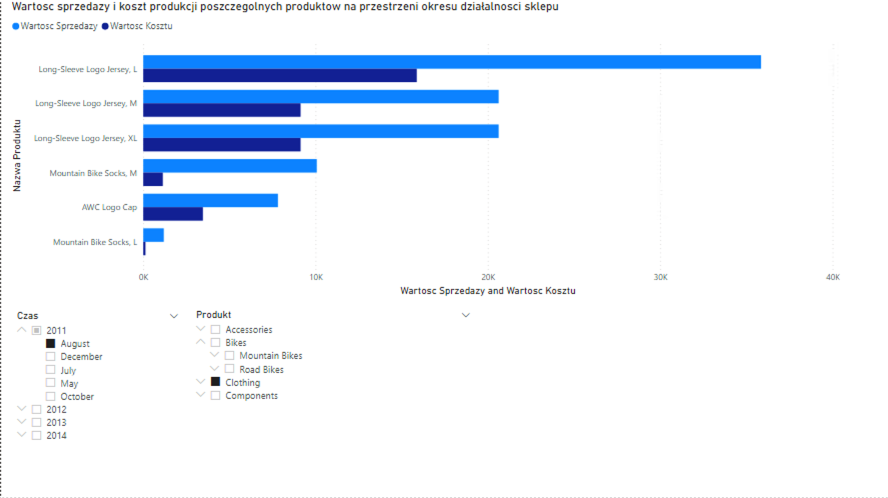 Wartosc sprzedazy i koszt produkcji poszczegolnych produktow na przestrzeni okresu działalnosci sklepu
Wartosc Sprzedazy Wartosc Kosztu
Nazwa Produktu
Long-Sleeve Logo Jersey, L
Long-Sleeve Logo Jersey, M
Long-Sleeve Logo Jersey, XL
Mountain Bike Socks, M
AWC Logo Cap
Mountain Bike Socks, L
0K 10K 20K 30K 40K
Wartosc Sprzedazy and Wartosc Kosztu
Czas
2011
August
December
July
May
October
2012
2013
2014
Produkt
Accessories
Bikes
Mountain Bikes
Road Bikes
Clothing
Components